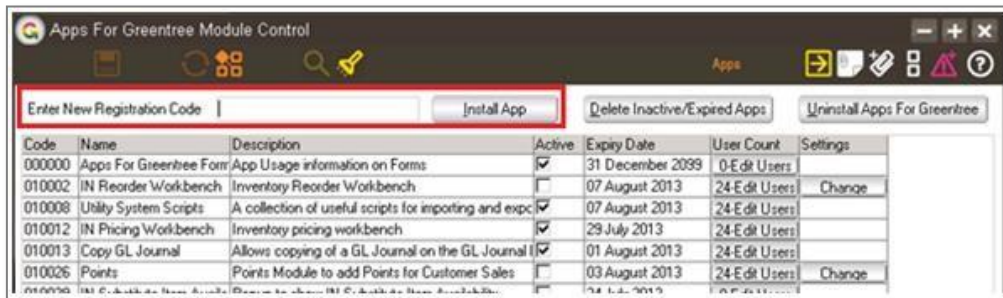 Apps For Greentree Module Control
Apps
Enter New Registration Code Install App Delete Inactive/Expired Apps Uninstall Apps For Greentree
Code Name Description Active Expiry Date User Count Settings
000000 Apps For Greentree Form App Usage information on Forms 31 December 2099 0-Edit Users
010002 IN Reorder Workbench Inventory Reorder Workbench 07 August 2013 24-Edit Users Change
010008 Utility System Scripts A collection of useful scripts for importing and expo 07 August 2013 24-Edit Users
010012 IN Pricing Workbench Inventory pricing workbench 29 July 2013 24-Edit Users
010013 Copy GL Journal Allows copying of a GL Journal on the GL Journal 01 August 2013 24-Edit Users
010026 Points Points Module to add Points for Customer Sales 03 August 2013 24-Edit Users Change